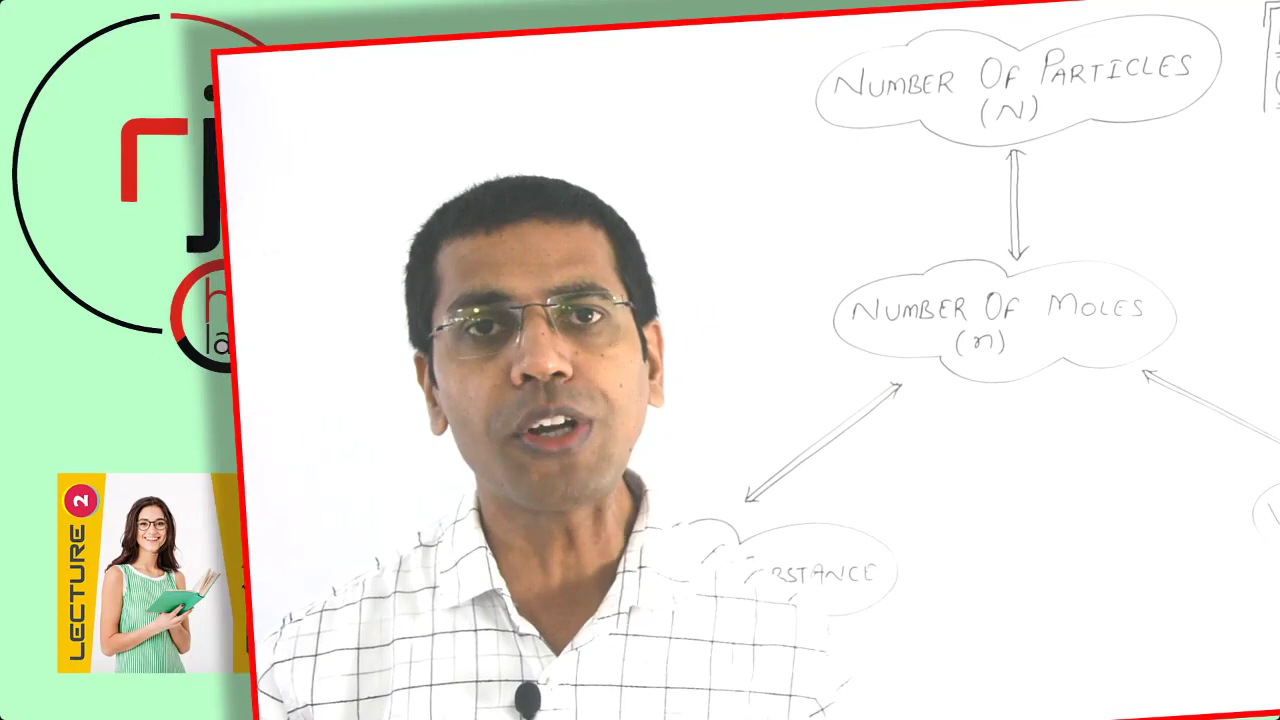 NUMBER OF PARTICLES
(N)
NUMBER OF MOLES
(n)
LECTURE 2